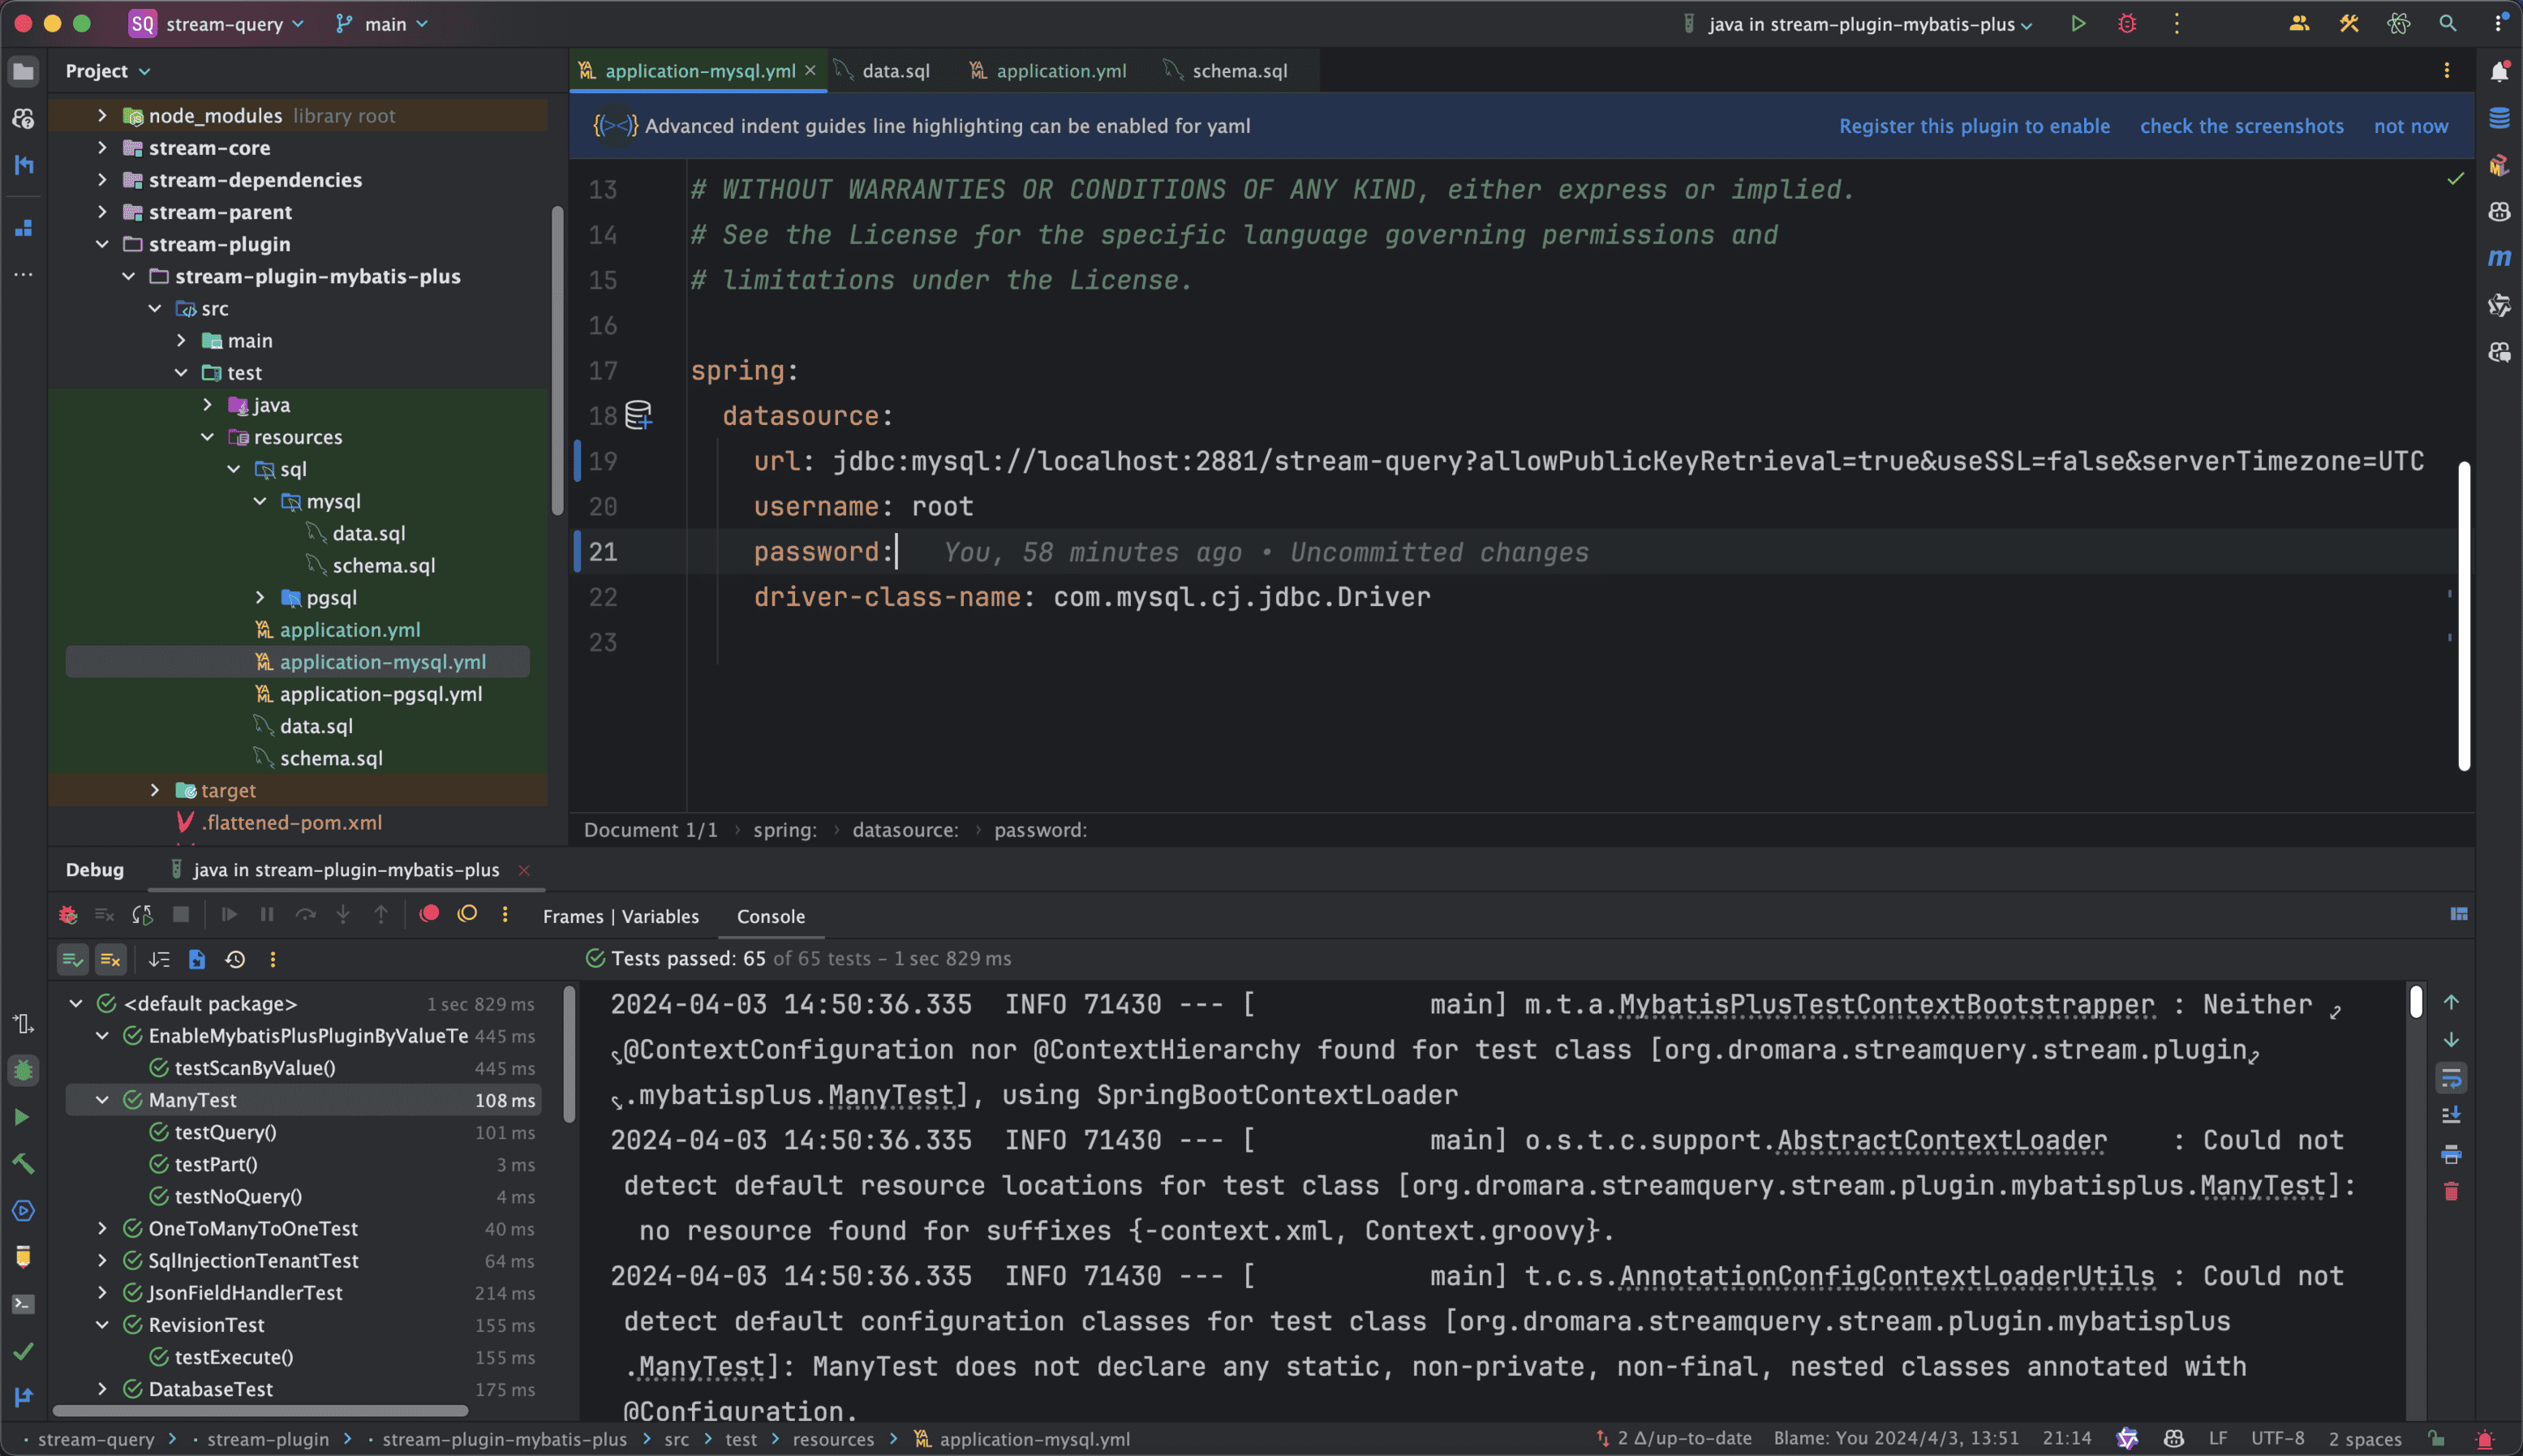 SQ stream-query main java in stream-plugin-mybatis-plus
Project
node_modules library root
stream-core
stream-dependencies
stream-parent
stream-plugin
stream-plugin-mybatis-plus
src
main
test
java
resources
sql
mysql
data.sql
schema.sql
pgsql
application.yml
application-mysql.yml
application-pgsql.yml
data.sql
schema.sql
target
.flattened-pom.xml
application-mysql.yml data.sql application.yml schema.sql
{(><)} Advanced indent guides line highlighting can be enabled for yaml Register this plugin to enable check the screenshots not now
13 # WITHOUT WARRANTIES OR CONDITIONS OF ANY KIND, either express or implied.
14 # See the License for the specific language governing permissions and
15 # limitations under the License.
16
17 spring:
18 datasource:
19 url: jdbc:mysql://localhost:2881/stream-query?allowPublicKeyRetrieval=true&useSSL=false&serverTimezone=UTC
20 username: root
21 password: You, 58 minutes ago • Uncommitted changes
22 driver-class-name: com.mysql.cj.jdbc.Driver
23
Document 1/1 › spring: › datasource: › password:
Debug java in stream-plugin-mybatis-plus
Frames | Variables Console
Tests passed: 65 of 65 tests – 1 sec 829 ms
<default package> 1 sec 829 ms
EnableMybatisPlusPluginByValueTe 445 ms
testScanByValue() 445 ms
ManyTest 108 ms
testQuery() 101 ms
testPart() 3 ms
testNoQuery() 4 ms
OneToManyToOneTest 40 ms
SqlInjectionTenantTest 64 ms
JsonFieldHandlerTest 214 ms
RevisionTest 155 ms
testExecute() 155 ms
DatabaseTest 175 ms
2024-04-03 14:50:36.335 INFO 71430 --- [ main] m.t.a.MybatisPlusTestContextBootstrapper : Neither
@ContextConfiguration nor @ContextHierarchy found for test class [org.dromara.streamquery.stream.plugin
.mybatisplus.ManyTest], using SpringBootContextLoader
2024-04-03 14:50:36.335 INFO 71430 --- [ main] o.s.t.c.support.AbstractContextLoader : Could not
detect default resource locations for test class [org.dromara.streamquery.stream.plugin.mybatisplus.ManyTest]:
no resource found for suffixes {-context.xml, Context.groovy}.
2024-04-03 14:50:36.335 INFO 71430 --- [ main] t.c.s.AnnotationConfigContextLoaderUtils : Could not
detect default configuration classes for test class [org.dromara.streamquery.stream.plugin.mybatisplus
.ManyTest]: ManyTest does not declare any static, non-private, non-final, nested classes annotated with
@Configuration.
stream-query › stream-plugin › stream-plugin-mybatis-plus › src › test › resources › application-mysql.yml 2 Δ/up-to-date Blame: You 2024/4/3, 13:51 21:14 LF UTF-8 2 spaces